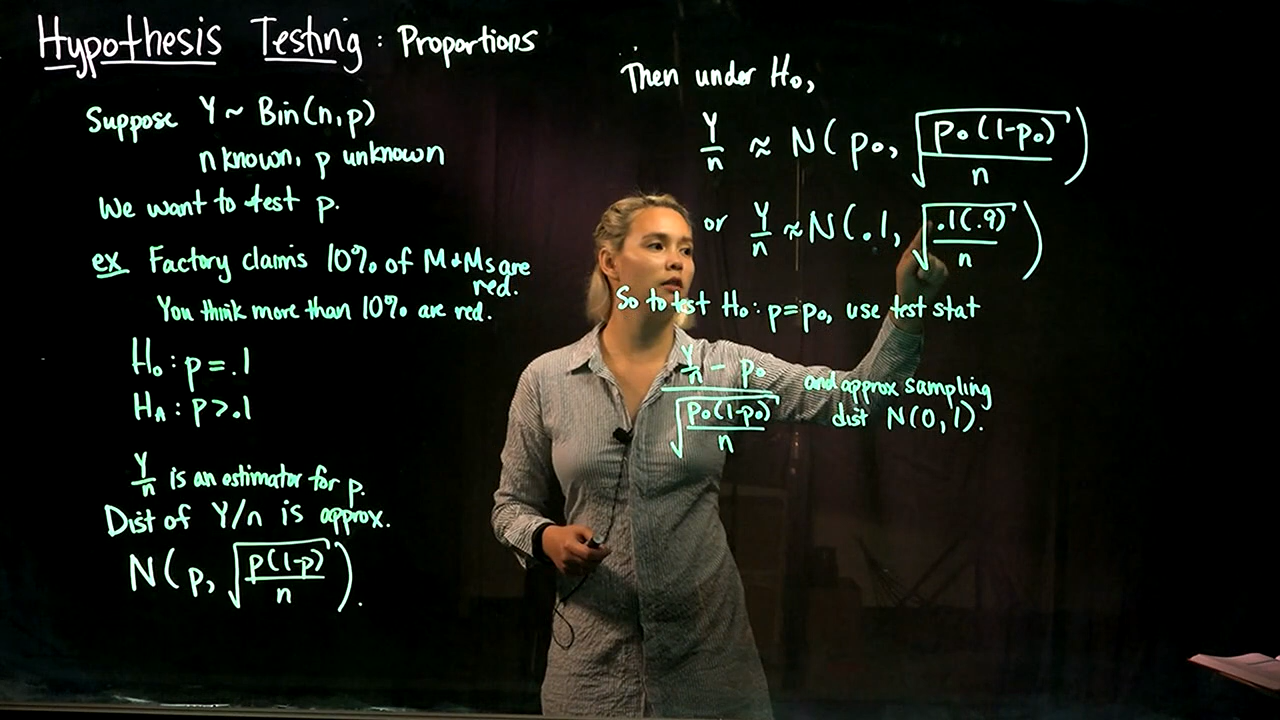 Hypothesis Testing : Proportions
Suppose Y ~ Bin(n,p)
n known, p unknown
We want to test p.
ex Factory claims 10% of M+Ms are
red.
You think more than 10% are red.
H₀ : p = .1
Hₐ : p > .1
Y/n is an estimator for p.
Dist of Y/n is approx.
N(p, √(p(1-p)/n)).
Then under H₀,
Y/n ≈ N(p₀, √(p₀(1-p₀)/n))
or Y/n ≈ N(.1, √(.1(.9)/n))
So to test H₀ : p = p₀, use test stat
(Y/n - p₀)/√(p₀(1-p₀)/n) and approx sampling
dist N(0,1).